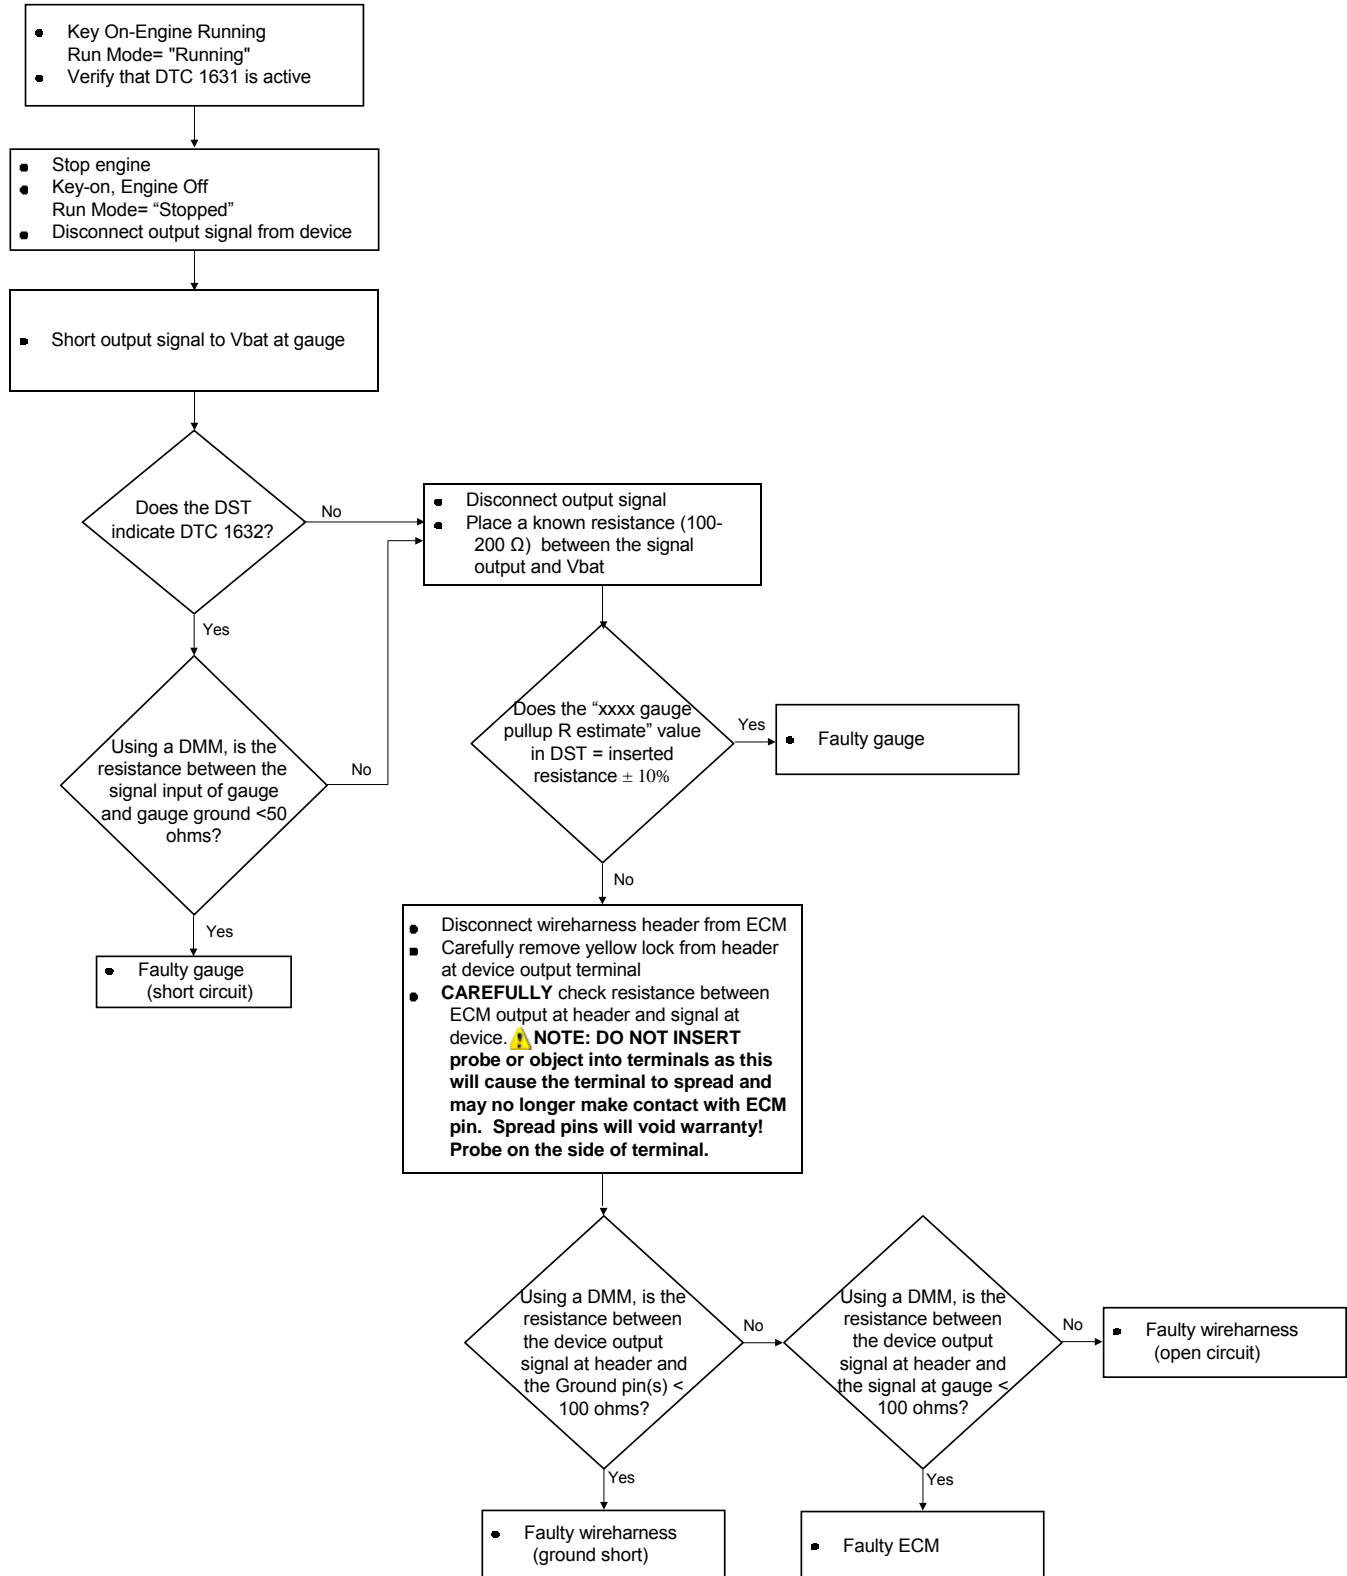 Key On-Engine Running
Run Mode= "Running"
Verify that DTC 1631 is active
Stop engine
Key-on, Engine Off
Run Mode= “Stopped”
Disconnect output signal from device
Short output signal to Vbat at gauge
Does the DST
indicate DTC 1632?
No
Yes
Disconnect output signal
Place a known resistance (100-
200 Ω) between the signal
output and Vbat
Using a DMM, is the
resistance between the
signal input of gauge
and gauge ground <50
ohms?
No
Yes
Faulty gauge
(short circuit)
Does the “xxxx gauge
pullup R estimate” value
in DST = inserted
resistance ± 10%
Yes
Faulty gauge
No
Disconnect wireharness header from ECM
Carefully remove yellow lock from header
at device output terminal
CAREFULLY check resistance between
ECM output at header and signal at
device. NOTE: DO NOT INSERT
probe or object into terminals as this
will cause the terminal to spread and
may no longer make contact with ECM
pin. Spread pins will void warranty!
Probe on the side of terminal.
Using a DMM, is the
resistance between
the device output
signal at header and
the Ground pin(s) <
100 ohms?
No
Yes
Faulty wireharness
(ground short)
Using a DMM, is the
resistance between
the device output
signal at header and
the signal at gauge <
100 ohms?
No
Faulty wireharness
(open circuit)
Yes
Faulty ECM